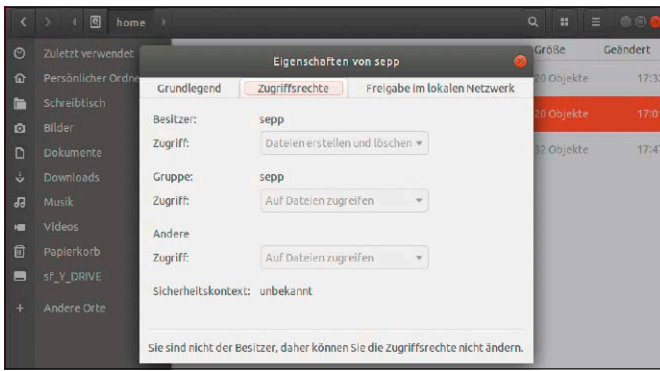 home
Größe Geändert
Zuletzt verwendet
Persönlicher Ordne
Schreibtisch
Bilder
Dokumente
Downloads
Musik
Videos
Papierkorb
sf_Y_DRIVE
+ Andere Orte
20 Objekte 17:3
20 Objekte 17:0
32 Objekte 17:4
Eigenschaften von sepp
Grundlegend Zugriffsrechte Freigabe im lokalen Netzwerk
Besitzer: sepp
Zugriff: Dateien erstellen und löschen
Gruppe: sepp
Zugriff: Auf Dateien zugreifen
Andere
Zugriff: Auf Dateien zugreifen
Sicherheitskontext: unbekannt
Sie sind nicht der Besitzer, daher können Sie die Zugriffsrechte nicht ändern.